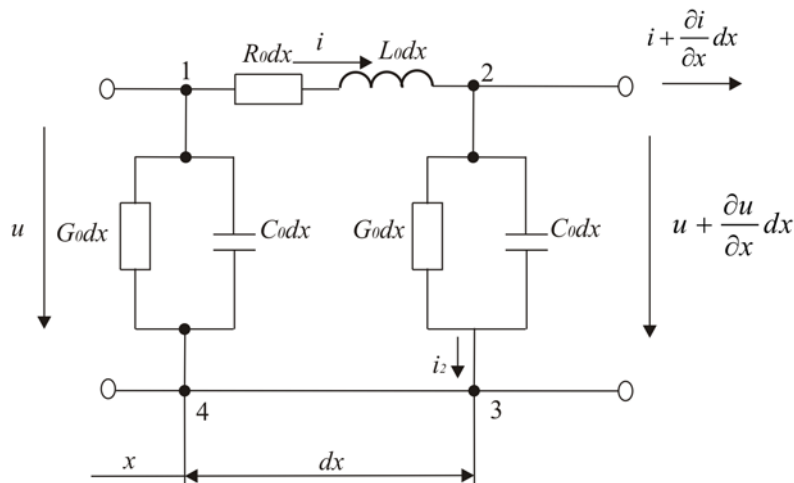 R₀dx i L₀dx i + ∂i/∂x dx
1 2
u G₀dx C₀dx G₀dx C₀dx u + ∂u/∂x dx
i₂
4 3
x dx